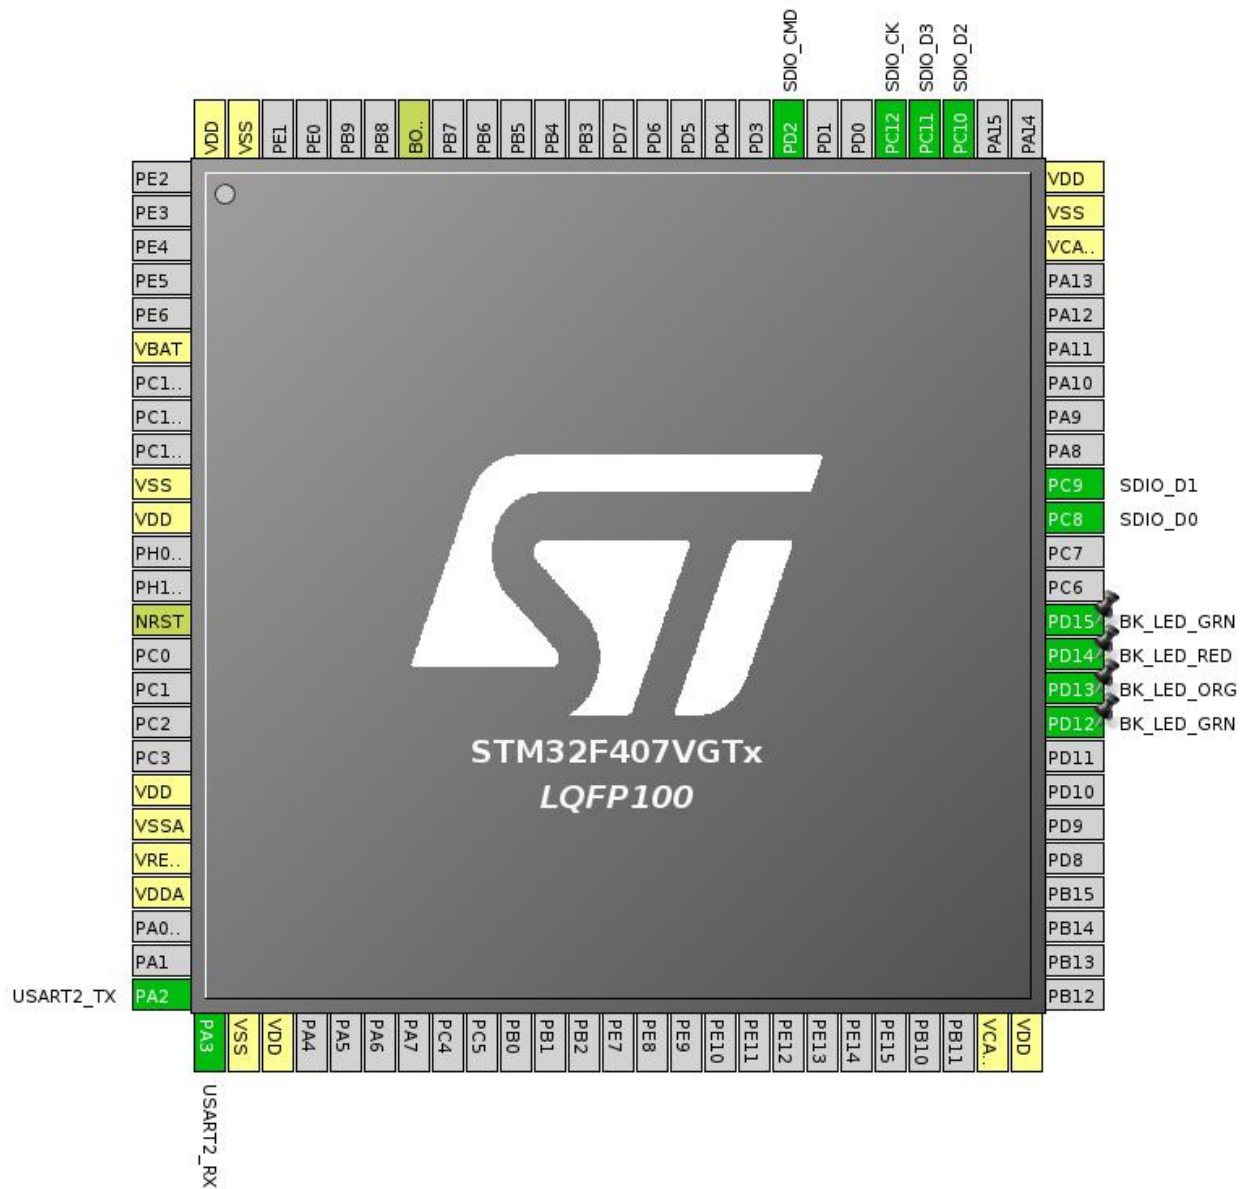 SDIO_CMD
SDIO_CK
SDIO_D3
SDIO_D2
VDD
VSS
PE1
PE0
PB9
PB8
BO..
PB7
PB6
PB5
PB4
PB3
PD7
PD6
PD5
PD4
PD3
PD2
PD1
PD0
PC12
PC11
PC10
PA15
PA14
PE2
PE3
PE4
PE5
PE6
VBAT
PC1..
PC1..
PC1..
VSS
VDD
PH0..
PH1..
NRST
PC0
PC1
PC2
PC3
VDD
VSSA
VRE..
VDDA
PA0..
PA1
USART2_TX PA2
VDD
VSS
VCA..
PA13
PA12
PA11
PA10
PA9
PA8
PC9 SDIO_D1
PC8 SDIO_D0
PC7
PC6
PD15 BK_LED_GRN
PD14 BK_LED_RED
PD13 BK_LED_ORG
PD12 BK_LED_GRN
PD11
PD10
PD9
PD8
PB15
PB14
PB13
PB12
ST
STM32F407VGTx
LQFP100
PA3
VSS
VDD
PA4
PA5
PA6
PA7
PC4
PC5
PB0
PB1
PB2
PE7
PE8
PE9
PE10
PE11
PE12
PE13
PE14
PE15
PB10
PB11
VCA..
VDD
USART2_RX